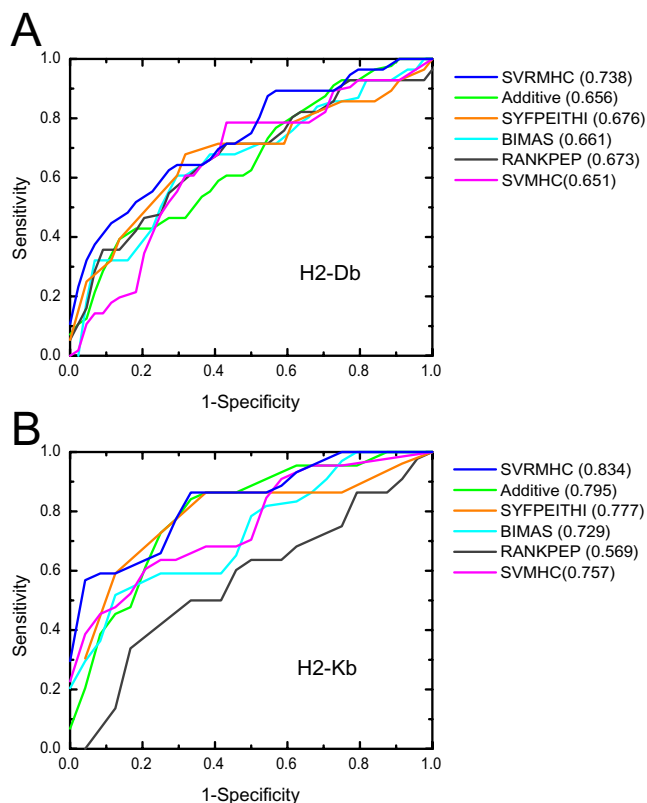 A
1.0
0.8
0.6
0.4
0.2
0.0
Sensitivity
0.0 0.2 0.4 0.6 0.8 1.0
1-Specificity
H2-Db
SVRMHC (0.738)
Additive (0.656)
SYFPEITHI (0.676)
BIMAS (0.661)
RANKPEP (0.673)
SVMHC(0.651)
B
1.0
0.8
0.6
0.4
0.2
0.0
Sensitivity
0.0 0.2 0.4 0.6 0.8 1.0
1-Specificity
H2-Kb
SVRMHC (0.834)
Additive (0.795)
SYFPEITHI (0.777)
BIMAS (0.729)
RANKPEP (0.569)
SVMHC(0.757)